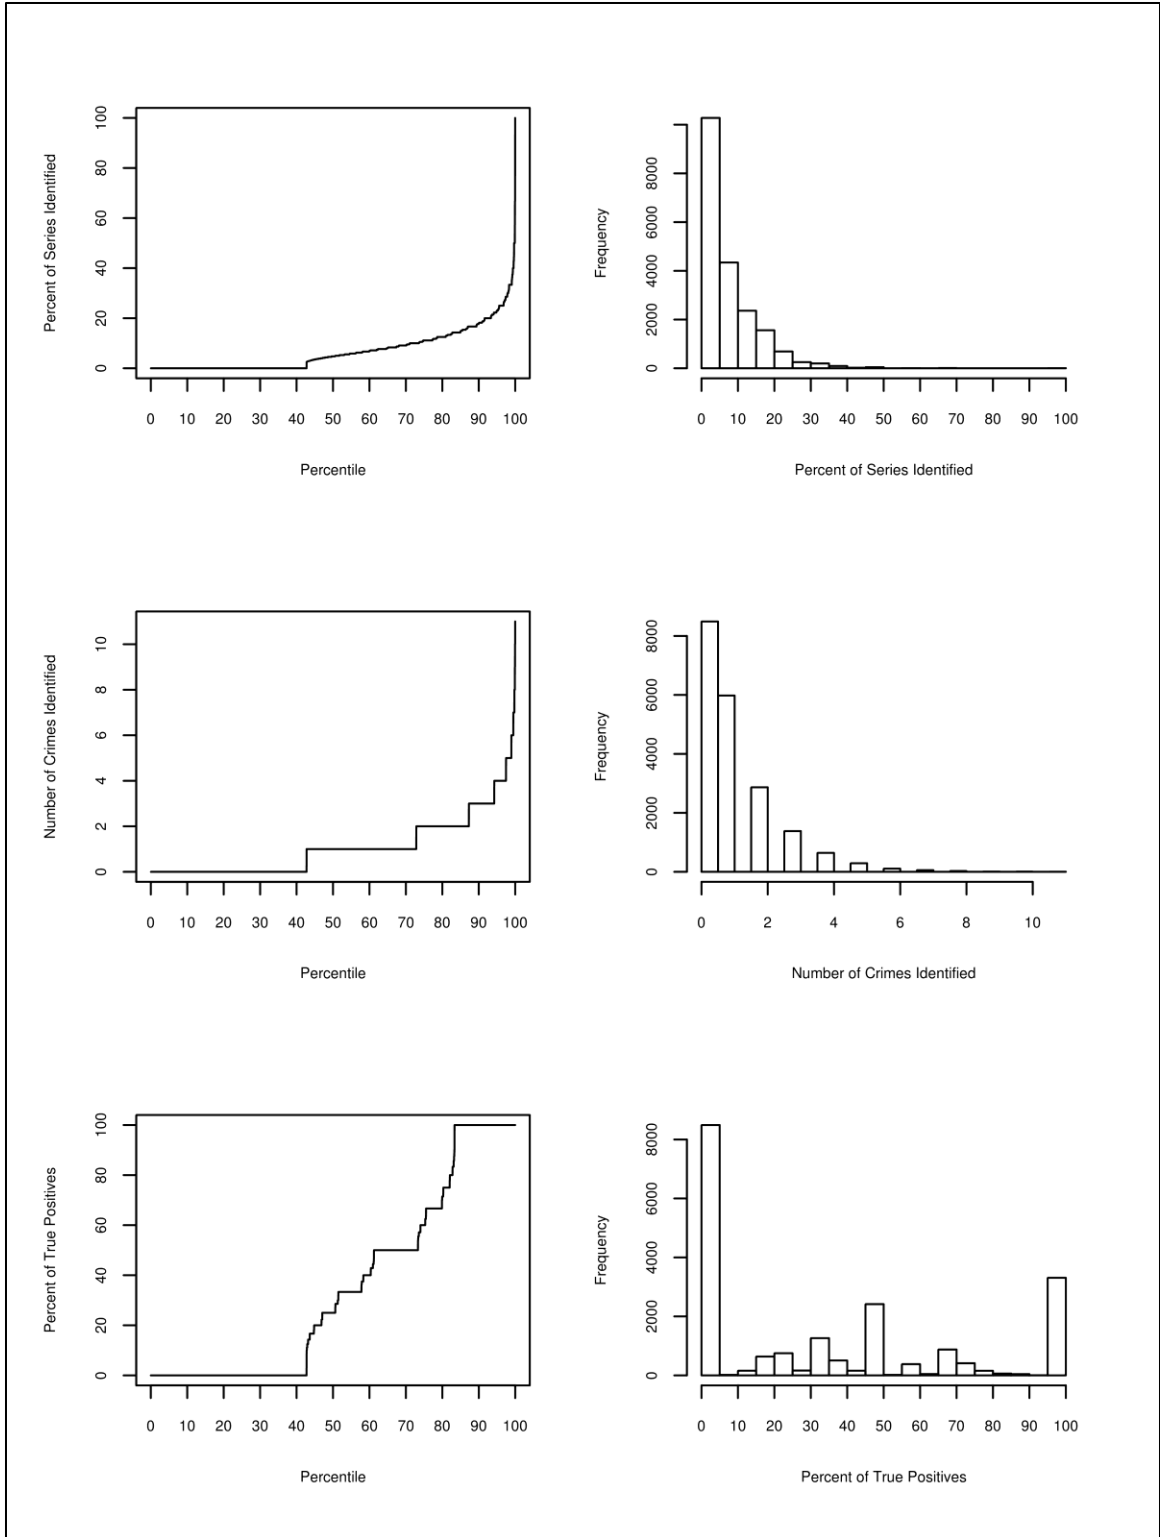 100
80
60
40
20
0
Percent of Series Identified
0 10 20 30 40 50 60 70 80 90 100
Percentile
8000
6000
4000
2000
0
Frequency
0 10 20 30 40 50 60 70 80 90 100
Percent of Series Identified
10
8
6
4
2
0
Number of Crimes Identified
0 10 20 30 40 50 60 70 80 90 100
Percentile
8000
6000
4000
2000
0
Frequency
0 2 4 6 8 10
Number of Crimes Identified
100
80
60
40
20
0
Percent of True Positives
0 10 20 30 40 50 60 70 80 90 100
Percentile
8000
6000
4000
2000
0
Frequency
0 10 20 30 40 50 60 70 80 90 100
Percent of True Positives